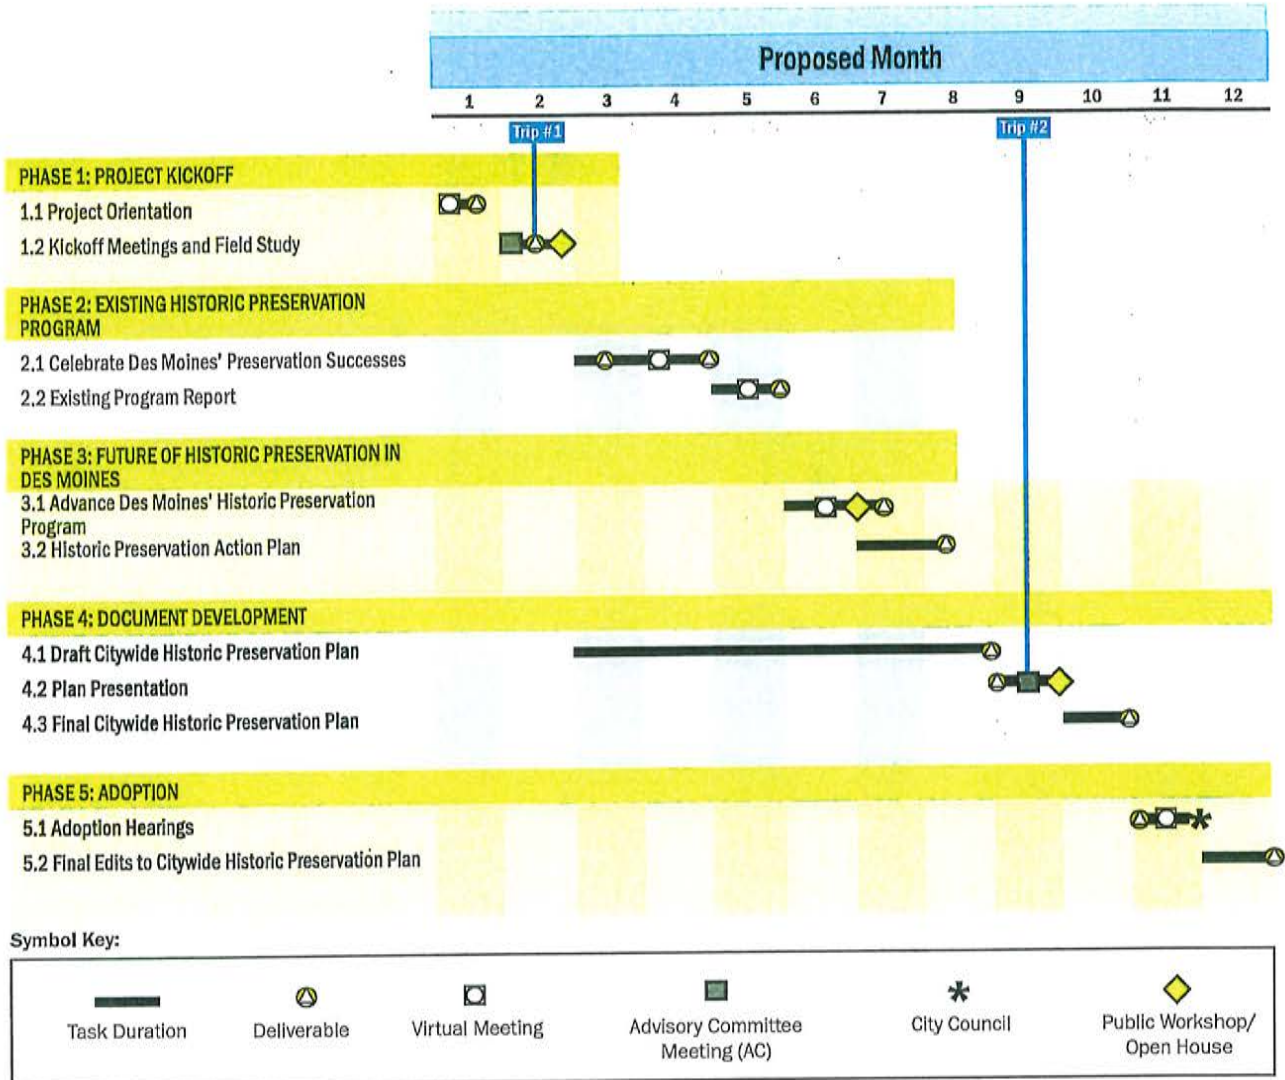 Proposed Month
1 2 3 4 5 6 7 8 9 10 11 12
Trip #1
Trip #2
PHASE 1: PROJECT KICKOFF
1.1 Project Orientation
1.2 Kickoff Meetings and Field Study
PHASE 2: EXISTING HISTORIC PRESERVATION
PROGRAM
2.1 Celebrate Des Moines' Preservation Successes
2.2 Existing Program Report
PHASE 3: FUTURE OF HISTORIC PRESERVATION IN
DES MOINES
3.1 Advance Des Moines' Historic Preservation
Program
3.2 Historic Preservation Action Plan
PHASE 4: DOCUMENT DEVELOPMENT
4.1 Draft Citywide Historic Preservation Plan
4.2 Plan Presentation
4.3 Final Citywide Historic Preservation Plan
PHASE 5: ADOPTION
5.1 Adoption Hearings
5.2 Final Edits to Citywide Historic Preservation Plan
Symbol Key:
Task Duration
Deliverable
Virtual Meeting
Advisory Committee
Meeting (AC)
City Council
Public Workshop/
Open House